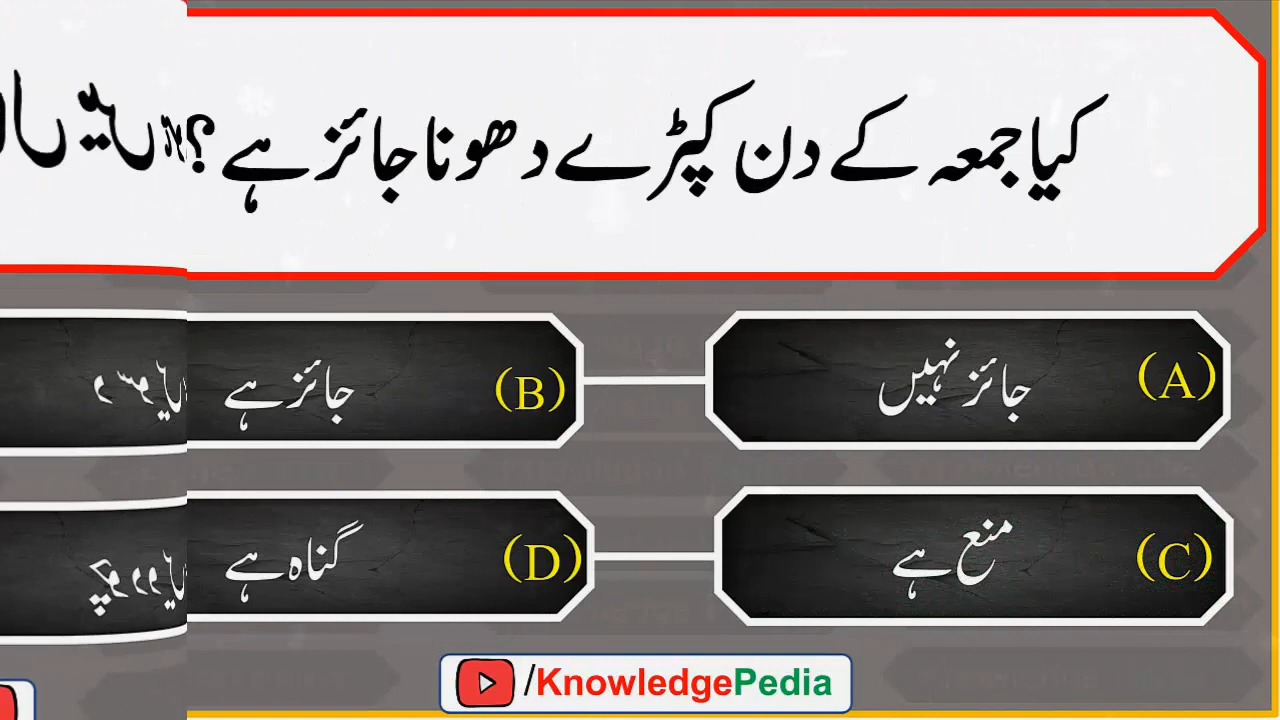 کیا جمعہ کے دن کپڑے دھونا جائز ہے؟
(A) جائز نہیں
(B) جائز ہے
(C) منع ہے
(D) گناہ ہے
/KnowledgePedia